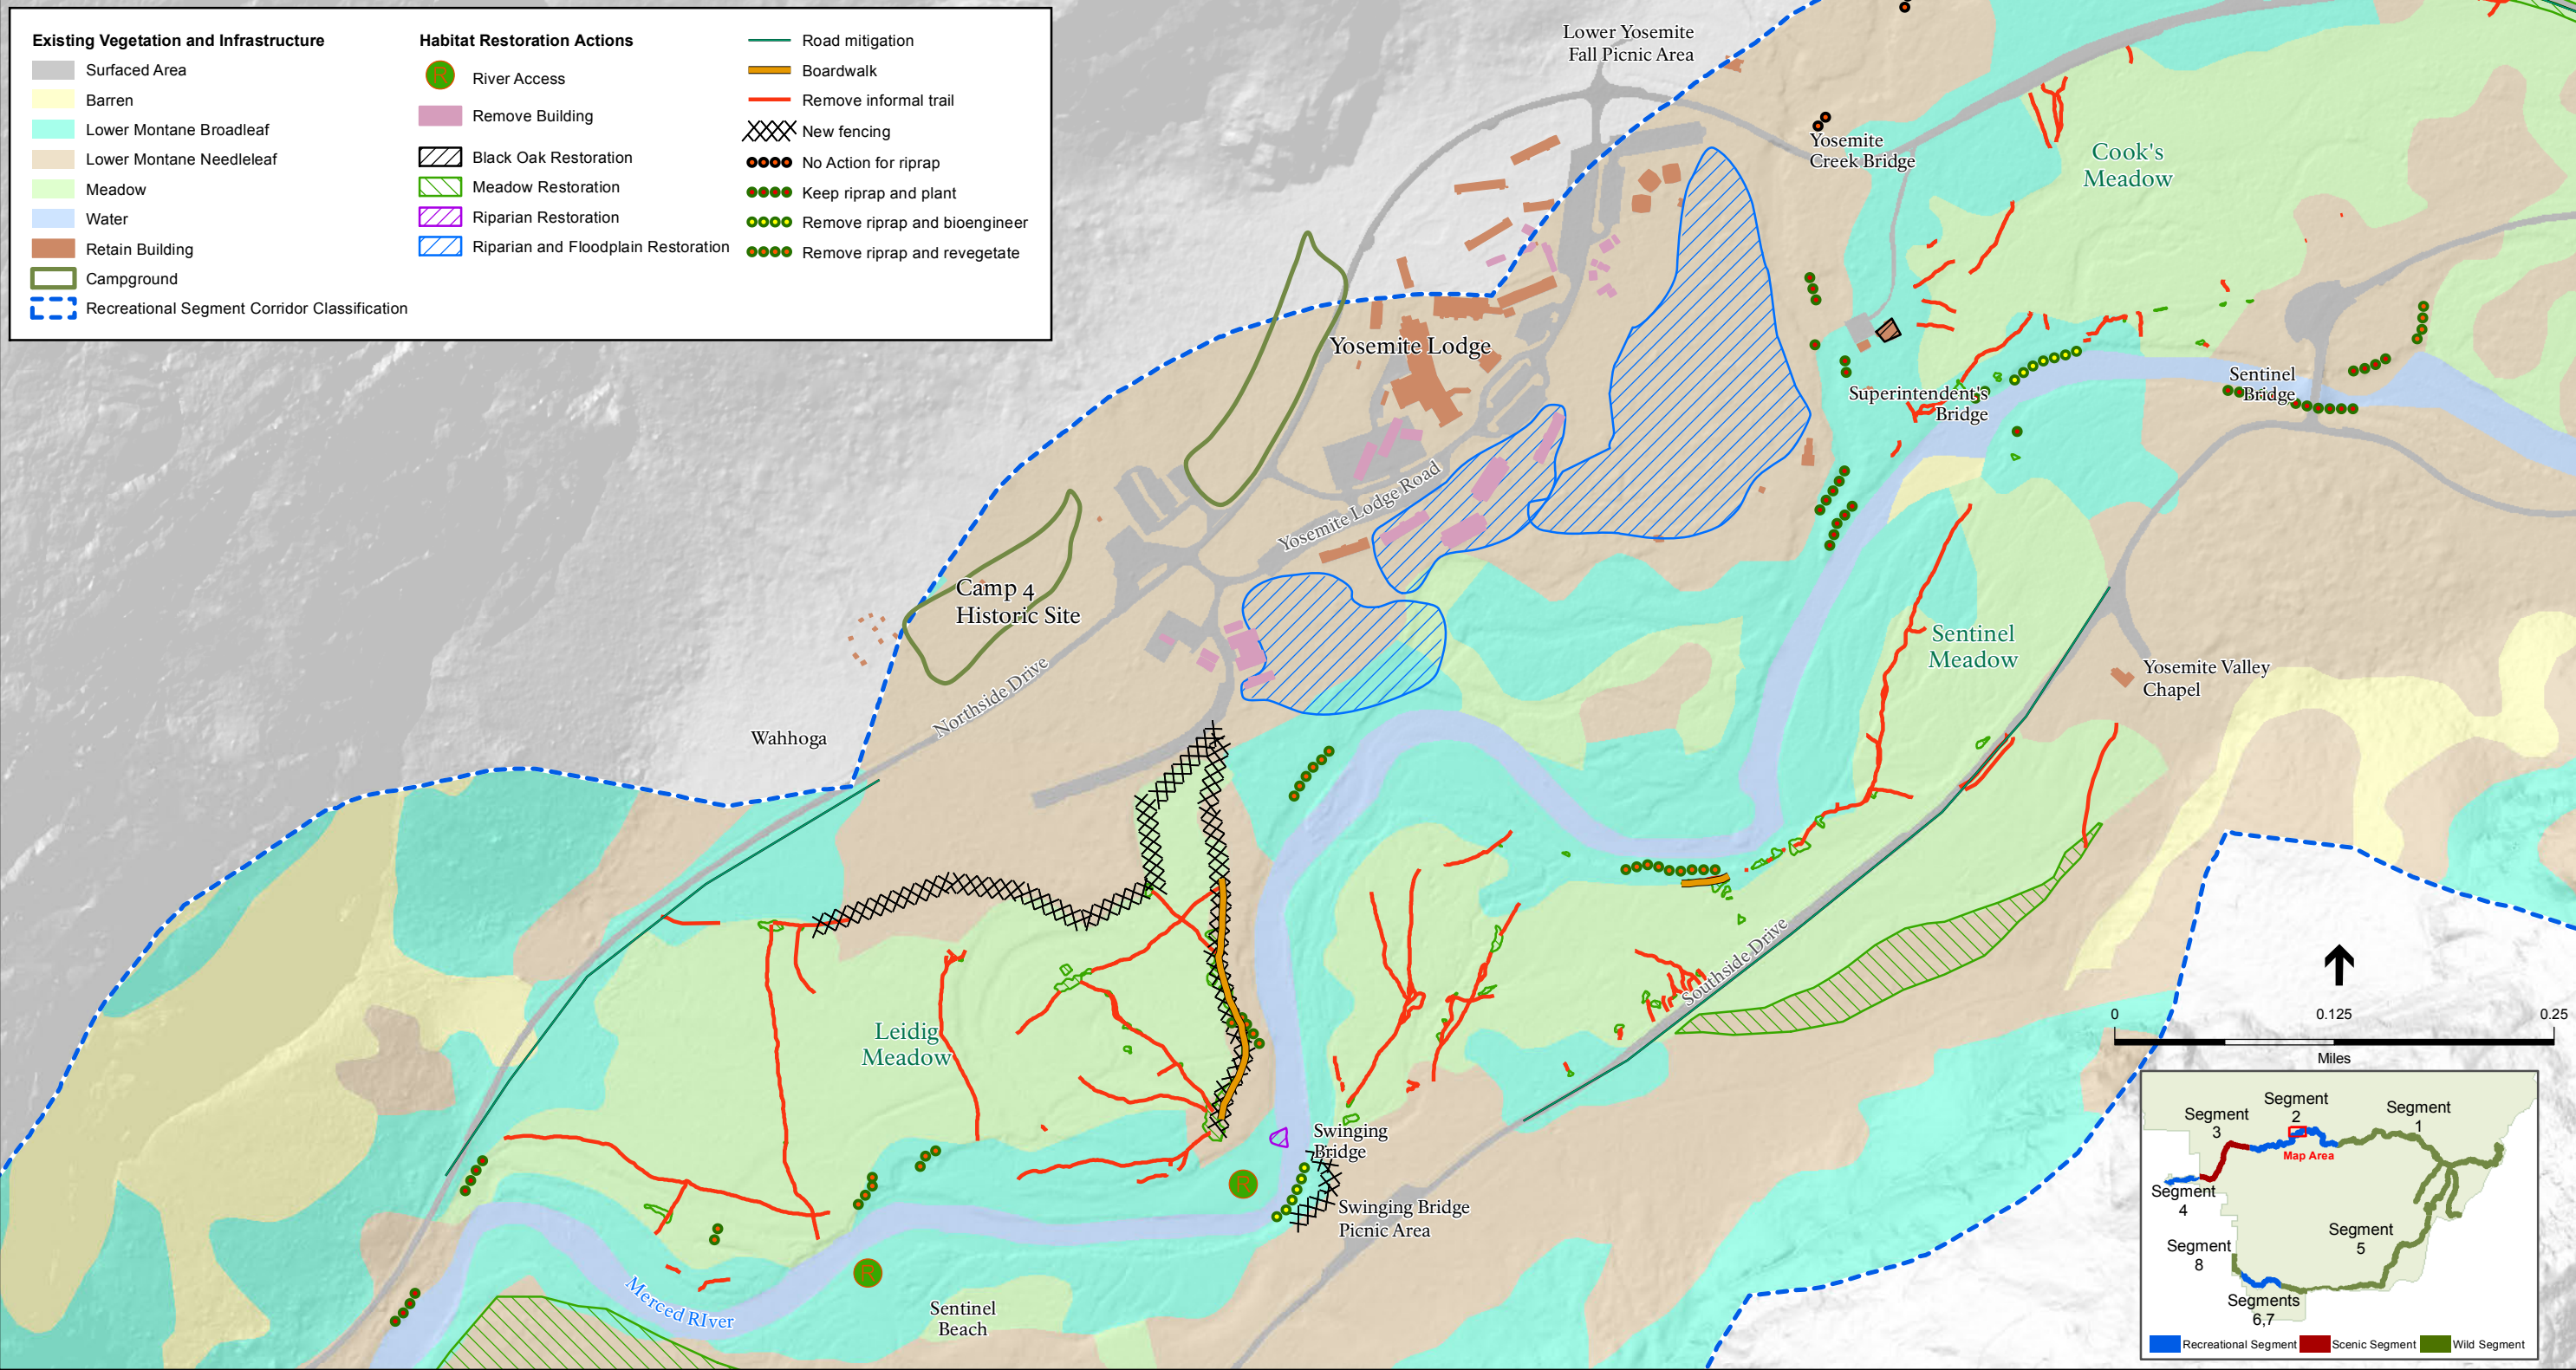 Existing Vegetation and Infrastructure
Surfaced Area
Barren
Lower Montane Broadleaf
Lower Montane Needleleaf
Meadow
Water
Retain Building
Campground
Recreational Segment Corridor Classification
Habitat Restoration Actions
R
River Access
Remove Building
Black Oak Restoration
Meadow Restoration
Riparian Restoration
Riparian and Floodplain Restoration
Road mitigation
Boardwalk
Remove informal trail
New fencing
No Action for riprap
Keep riprap and plant
Remove riprap and bioengineer
Remove riprap and revegetate
Lower Yosemite
Fall Picnic Area
Yosemite
Creek Bridge
Cook's
Meadow
Yosemite Lodge
Superintendent's
Bridge
Sentinel
Bridge
Yosemite Lodge Road
Camp 4
Historic Site
Northside Drive
Wahhoga
Sentinel
Meadow
Yosemite Valley
Chapel
Southside Drive
Leidig
Meadow
Swinging
Bridge
R
Swinging Bridge
Picnic Area
R
Merced RIver
Sentinel
Beach
0
0.125
0.25
Miles
Segment
3
Segment
2
Segment
1
Map Area
Segment
4
Segment
5
Segment
8
Segments
6,7
Recreational Segment
Scenic Segment
Wild Segment